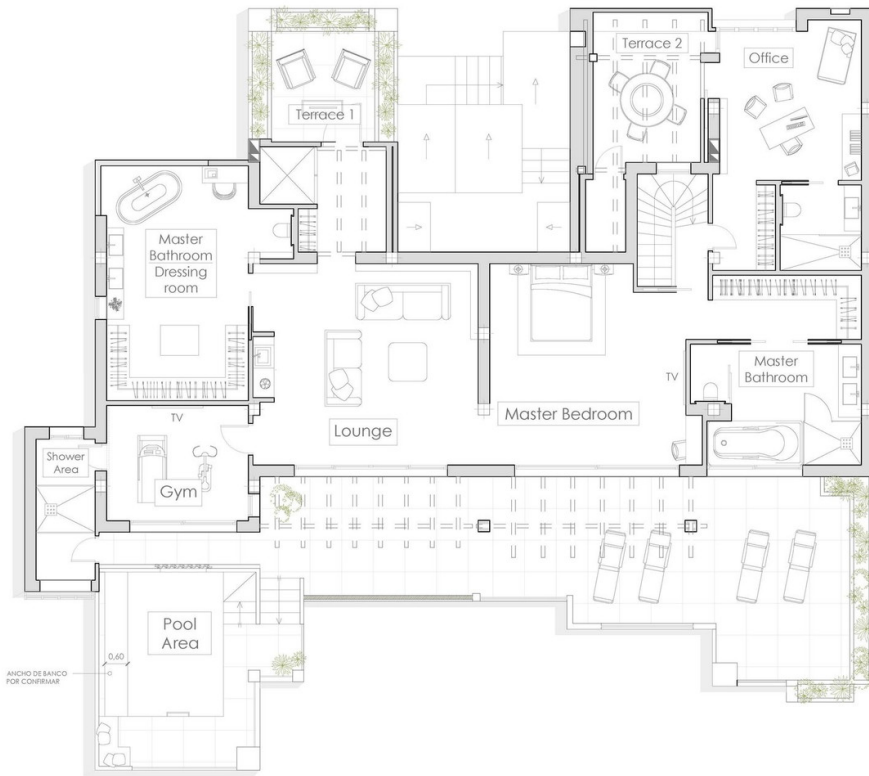 Terrace 1
Terrace 2
Office
Master
Bathroom
Dressing
room
TV
Master
Bathroom
Master Bedroom
Lounge
TV
Gym
Shower
Area
Pool
Area
0,60
ANCHO DE BANCO
POR CONFIRMAR